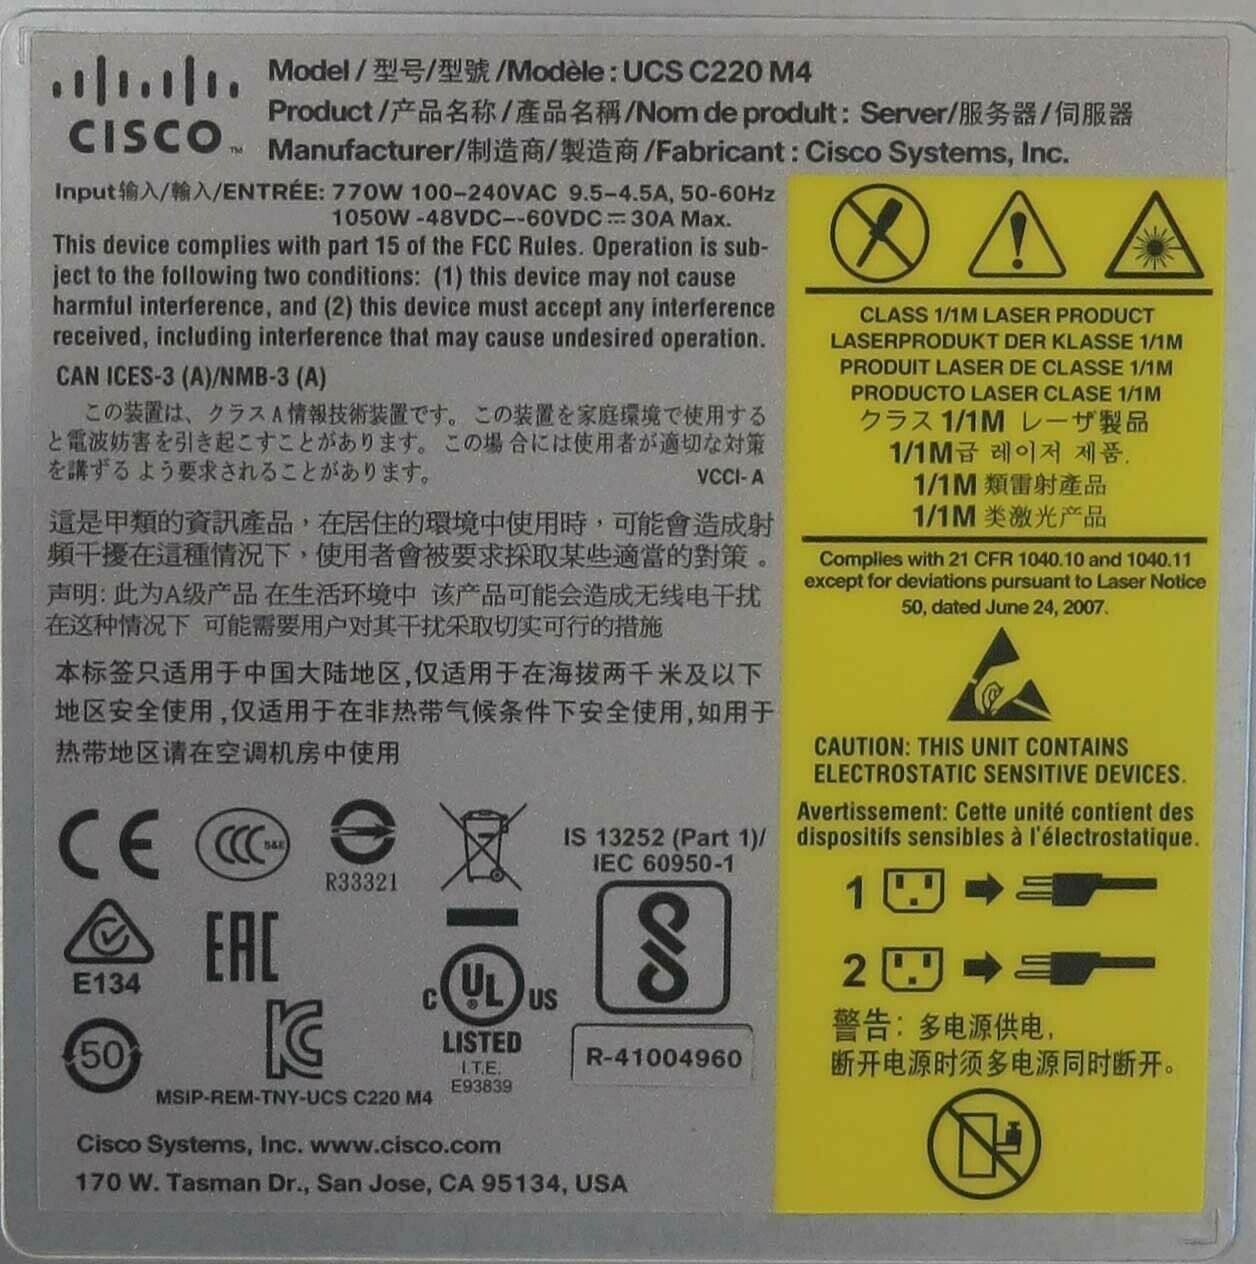 CISCO™
Model / 型号/型號 /Modèle : UCS C220 M4
Product /产品名称 /產品名稱 /Nom de produit : Server/服务器/伺服器
Manufacturer/制造商/製造商 /Fabricant : Cisco Systems, Inc.
Input输入/輸入/ENTRÉE: 770W 100-240VAC 9.5-4.5A, 50-60Hz
1050W -48VDC--60VDC⎓30A Max.
This device complies with part 15 of the FCC Rules. Operation is sub-
ject to the following two conditions: (1) this device may not cause
harmful interference, and (2) this device must accept any interference
received, including interference that may cause undesired operation.
CAN ICES-3 (A)/NMB-3 (A)
この装置は、クラスA情報技術装置です。この装置を家庭環境で使用する
と電波妨害を引き起こすことがあります。この場 合には使用者が適切な対策
を講ずる よう要求されることがあります。
VCCI- A
這是甲類的資訊產品，在居住的環境中使用時，可能會造成射
頻干擾在這種情況下，使用者會被要求採取某些適當的對策。
声明: 此为A级产品 在生活环境中 该产品可能会造成无线电干扰
在这种情况下 可能需要用户对其干扰采取切实可行的措施
本标签只适用于中国大陆地区,仅适用于在海拔两千米及以下
地区安全使用,仅适用于在非热带气候条件下安全使用,如用于
热带地区请在空调机房中使用
CE
CCC S&E
R33321
IS 13252 (Part 1)/
IEC 60950-1
E134
EAC
C UL® US
LISTED
I.T.E.
E93839
R-41004960
50
KC
MSIP-REM-TNY-UCS C220 M4
Cisco Systems, Inc. www.cisco.com
170 W. Tasman Dr., San Jose, CA 95134, USA
CLASS 1/1M LASER PRODUCT
LASERPRODUKT DER KLASSE 1/1M
PRODUIT LASER DE CLASSE 1/1M
PRODUCTO LASER CLASE 1/1M
クラス 1/1M レーザ製品
1/1M급 레이저 제품.
1/1M 類雷射產品
1/1M 类激光产品
Complies with 21 CFR 1040.10 and 1040.11
except for deviations pursuant to Laser Notice
50, dated June 24, 2007.
CAUTION: THIS UNIT CONTAINS
ELECTROSTATIC SENSITIVE DEVICES.
Avertissement: Cette unité contient des
dispositifs sensibles à l'électrostatique.
1
2
警告：多电源供电,
断开电源时须多电源同时断开。